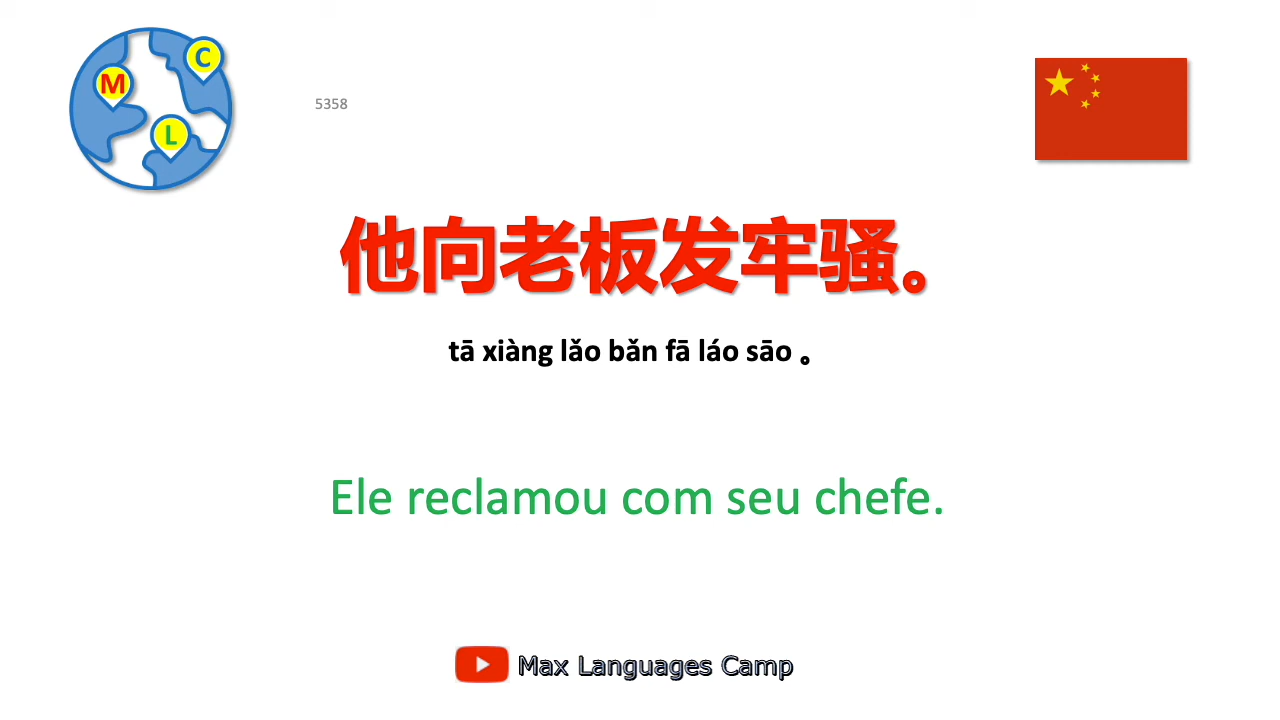 M
C
L
5358
他向老板发牢骚。
tā xiàng lǎo bǎn fā láo sāo 。
Ele reclamou com seu chefe.
Max Languages Camp